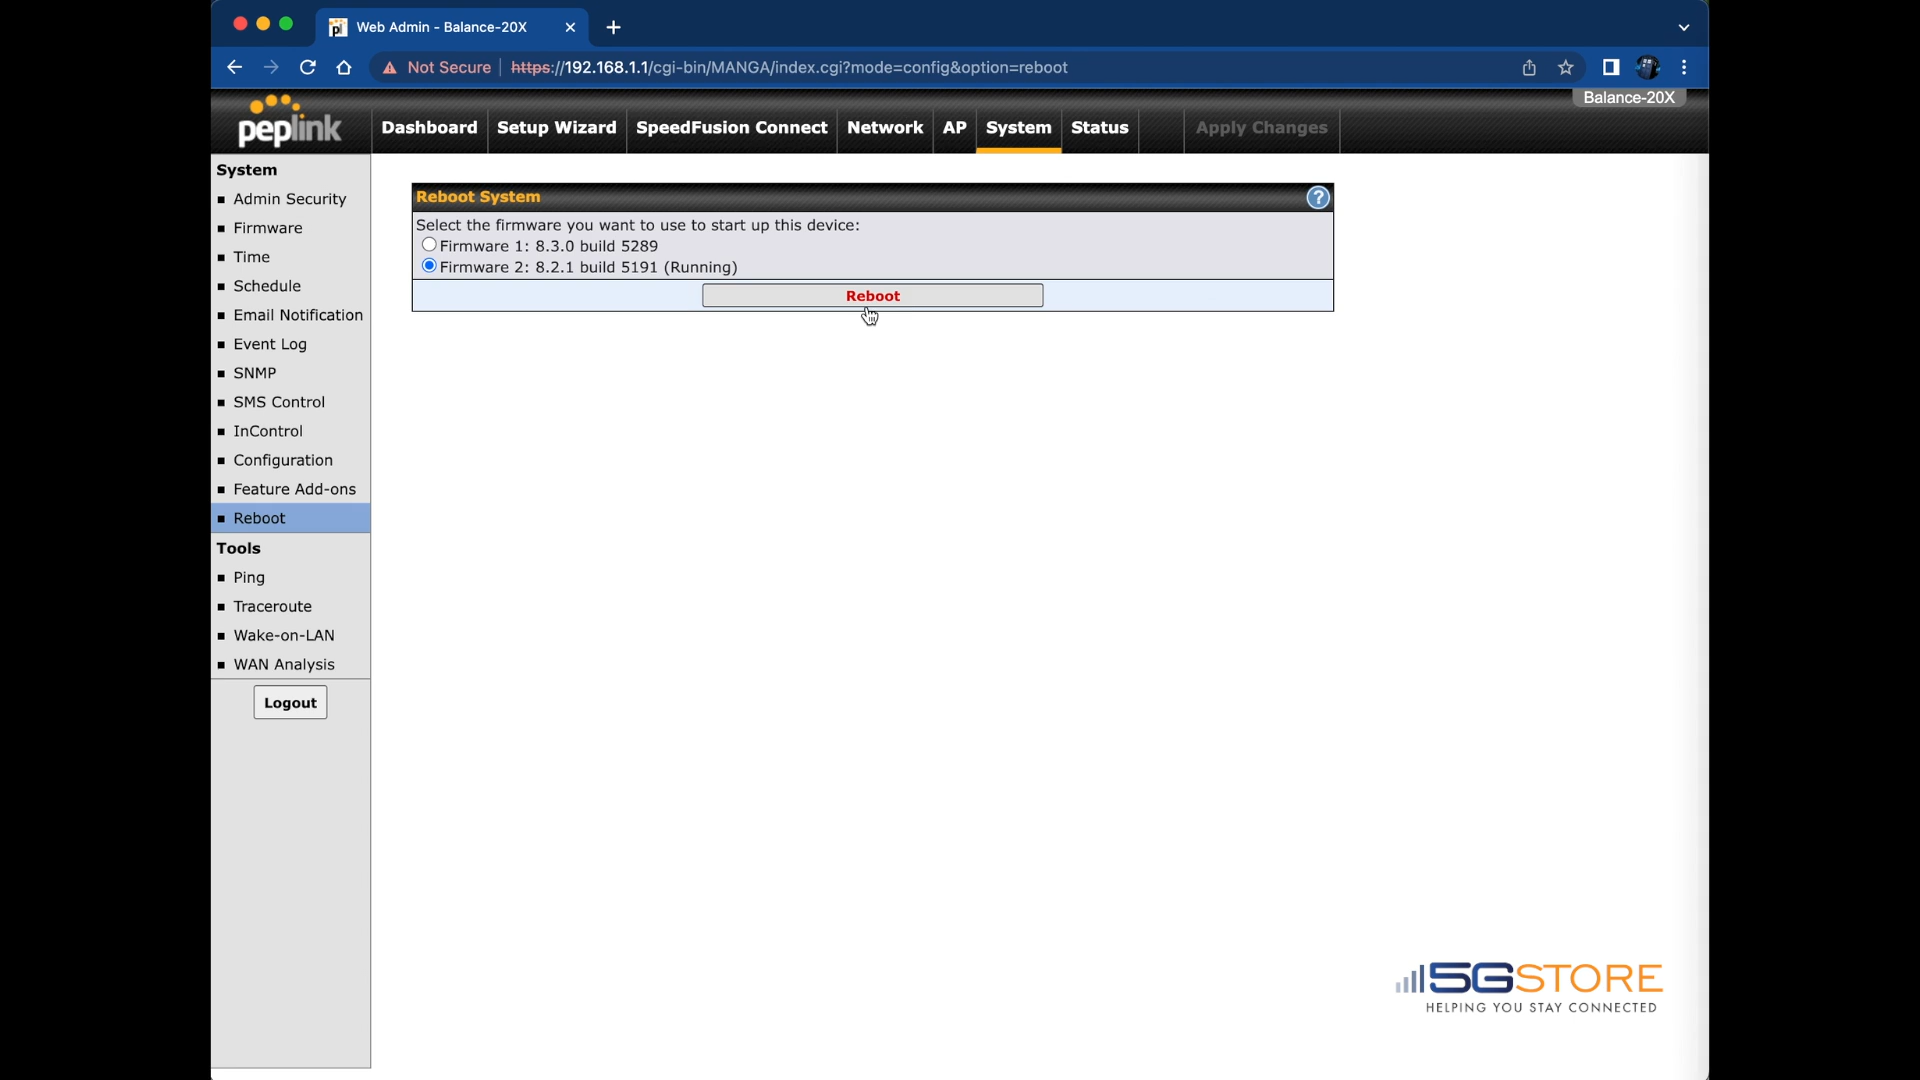 Web Admin - Balance-20X
Not Secure https://192.168.1.1/cgi-bin/MANGA/index.cgi?mode=config&option=reboot
Balance-20X
peplink
Dashboard Setup Wizard SpeedFusion Connect Network AP System Status Apply Changes
System
Admin Security
Firmware
Time
Schedule
Email Notification
Event Log
SNMP
SMS Control
InControl
Configuration
Feature Add-ons
Reboot
Tools
Ping
Traceroute
Wake-on-LAN
WAN Analysis
Logout
Reboot System
?
Select the firmware you want to use to start up this device:
Firmware 1: 8.3.0 build 5289
Firmware 2: 8.2.1 build 5191 (Running)
Reboot
5GSTORE
HELPING YOU STAY CONNECTED